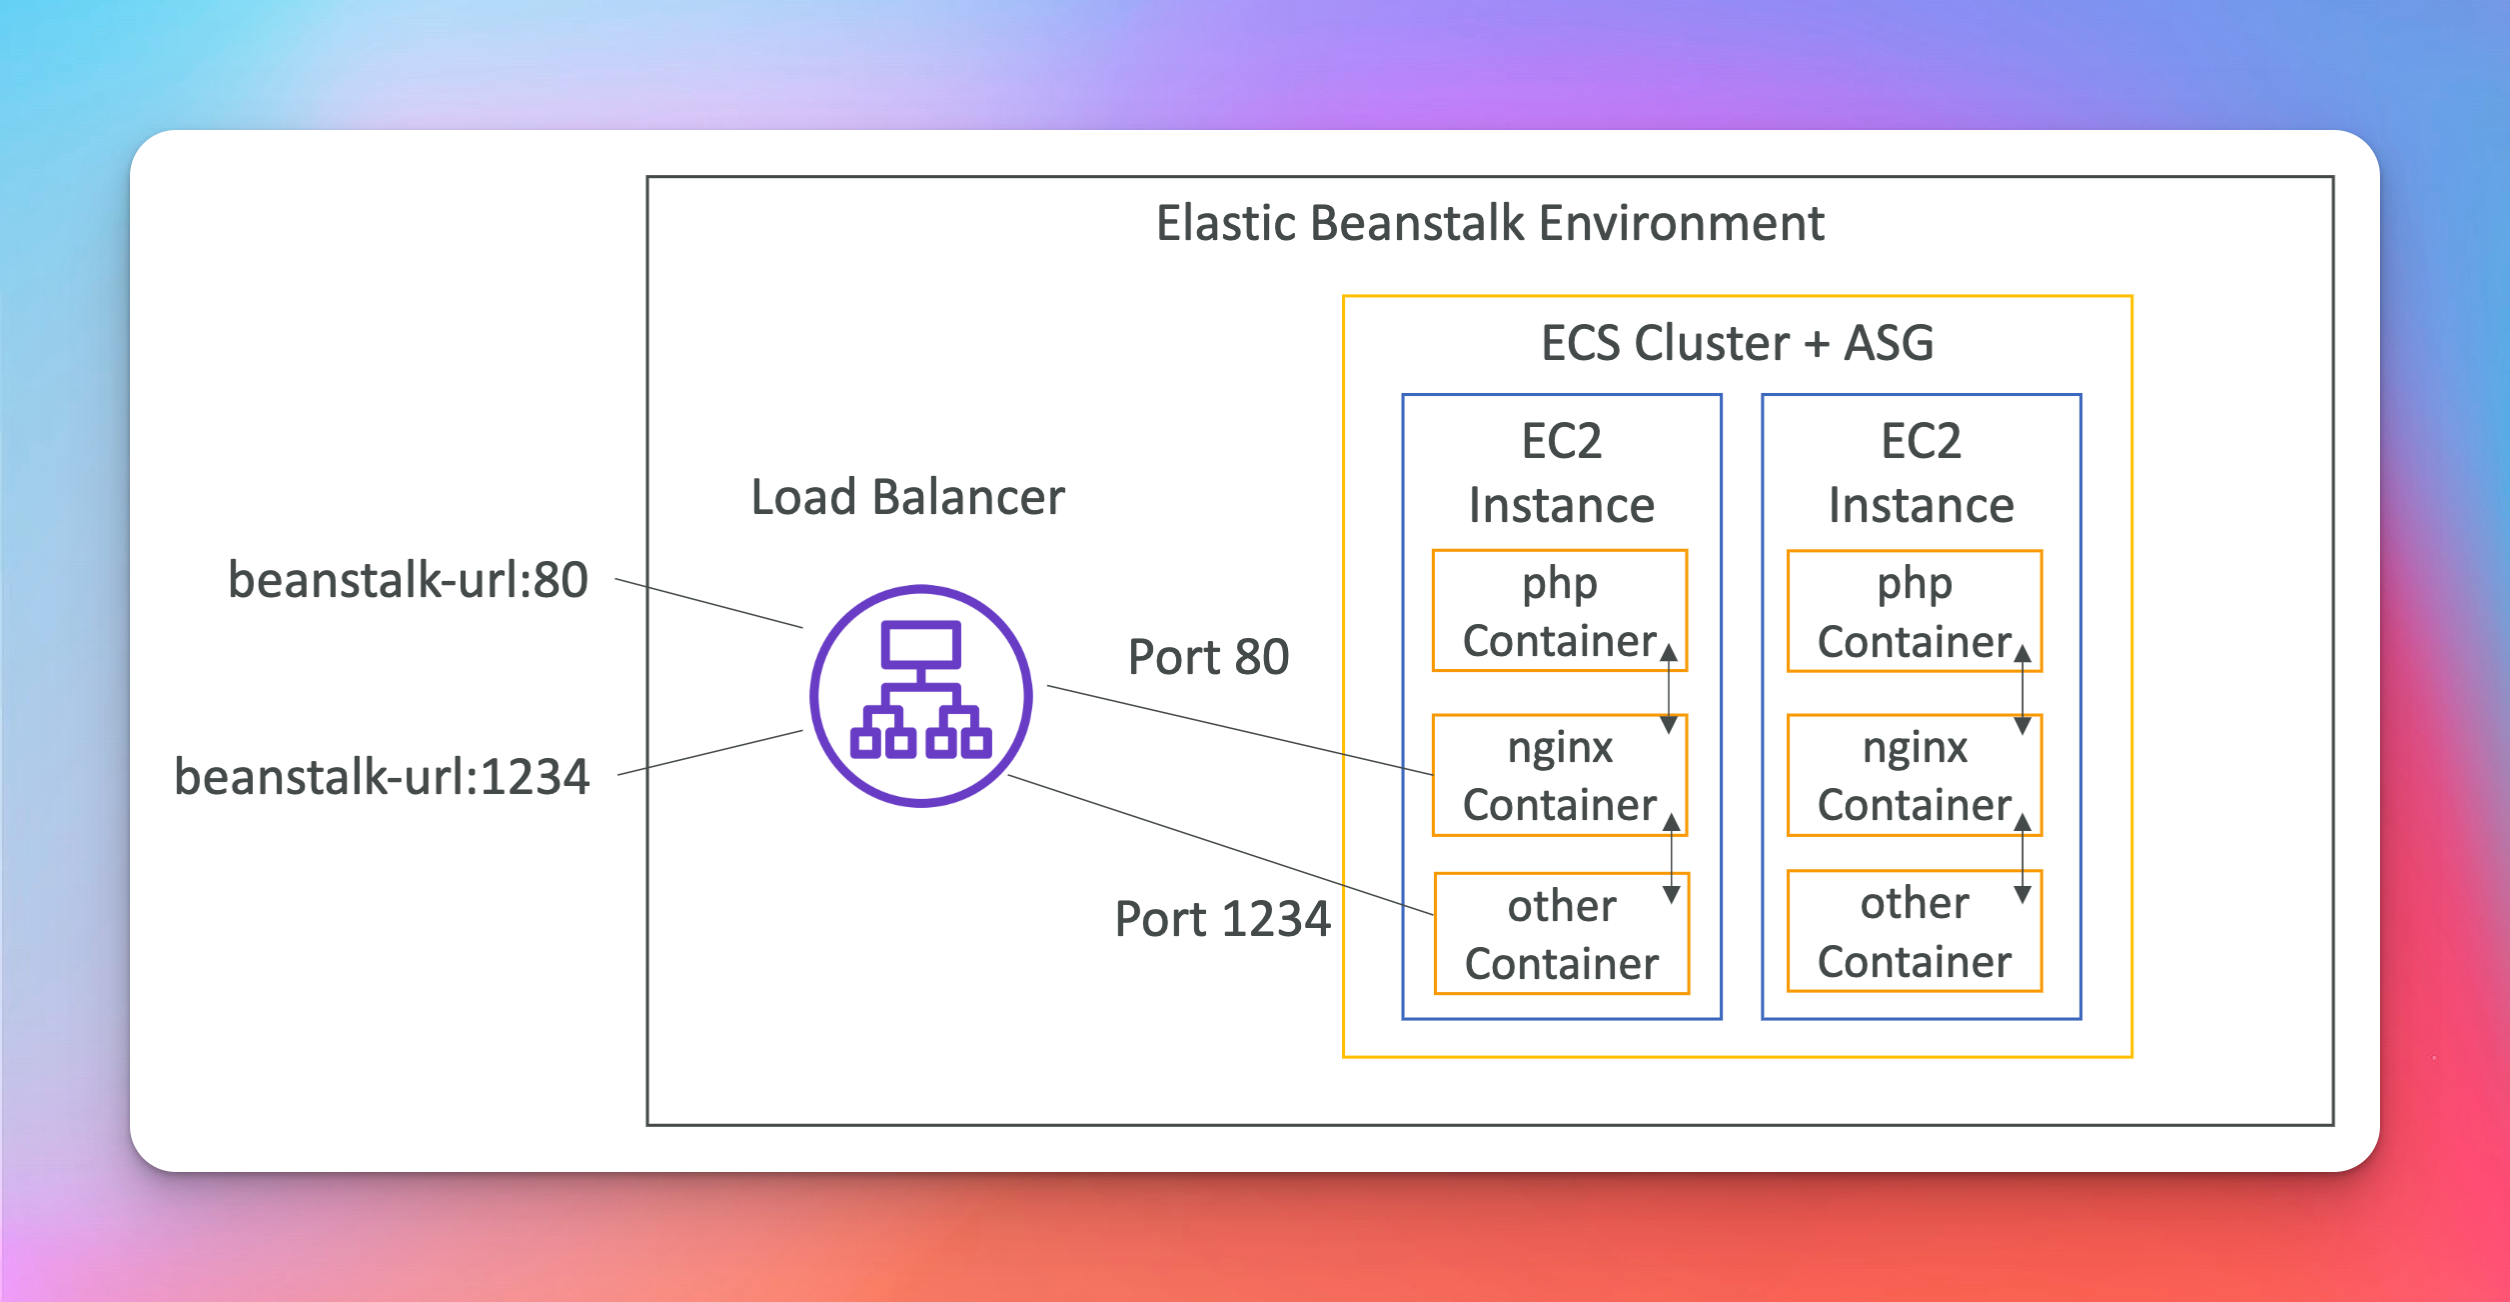 Elastic Beanstalk Environment
ECS Cluster + ASG
Load Balancer
beanstalk-url:80
beanstalk-url:1234
Port 80
Port 1234
EC2
Instance
php
Container
nginx
Container
other
Container
EC2
Instance
php
Container
nginx
Container
other
Container